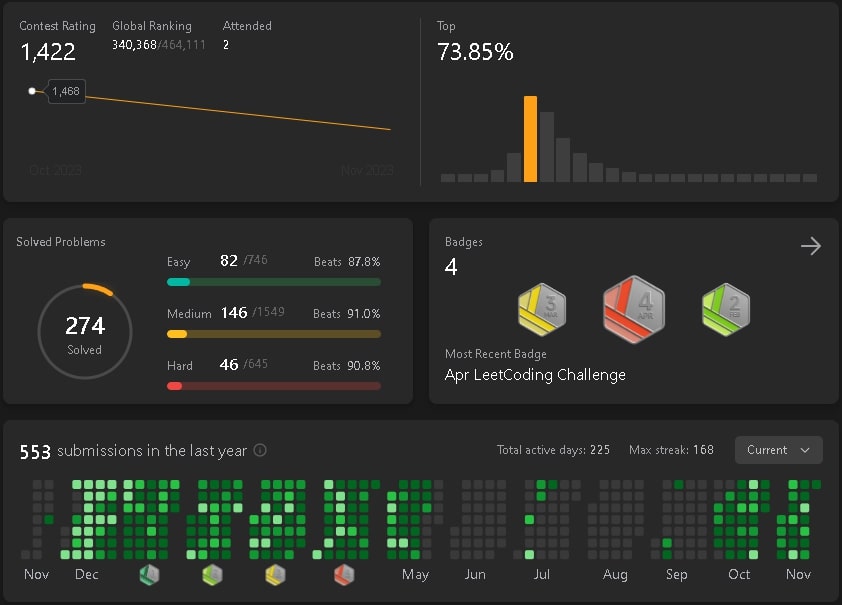 Contest Rating Global Ranking Attended
1,422 340,368/464,111 2
1,468
Oct 2023 Nov 2023
Top
73.85%
Solved Problems
274
Solved
Easy 82 /746 Beats 87.8%
Medium 146 /1549 Beats 91.0%
Hard 46 /645 Beats 90.8%
Badges
4
3 MAR 4 APR 2 FEB
Most Recent Badge
Apr LeetCoding Challenge
553 submissions in the last year Total active days: 225 Max streak: 168 Current
Nov Dec May Jun Jul Aug Sep Oct Nov